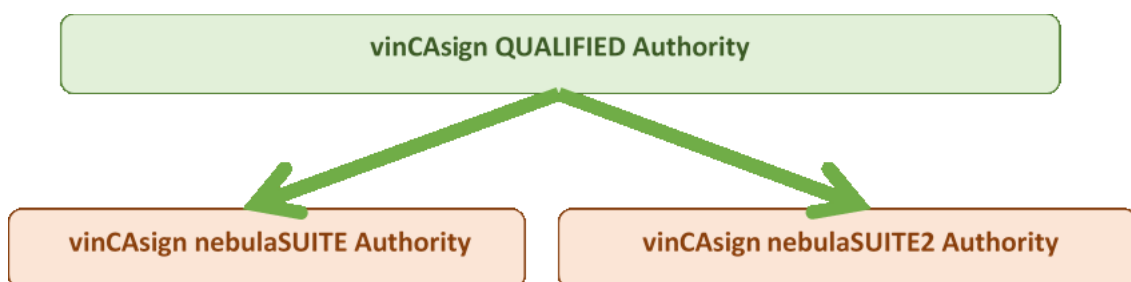 vinCAsign QUALIFIED Authority
vinCAsign nebulaSUITE Authority
vinCAsign nebulaSUITE2 Authority